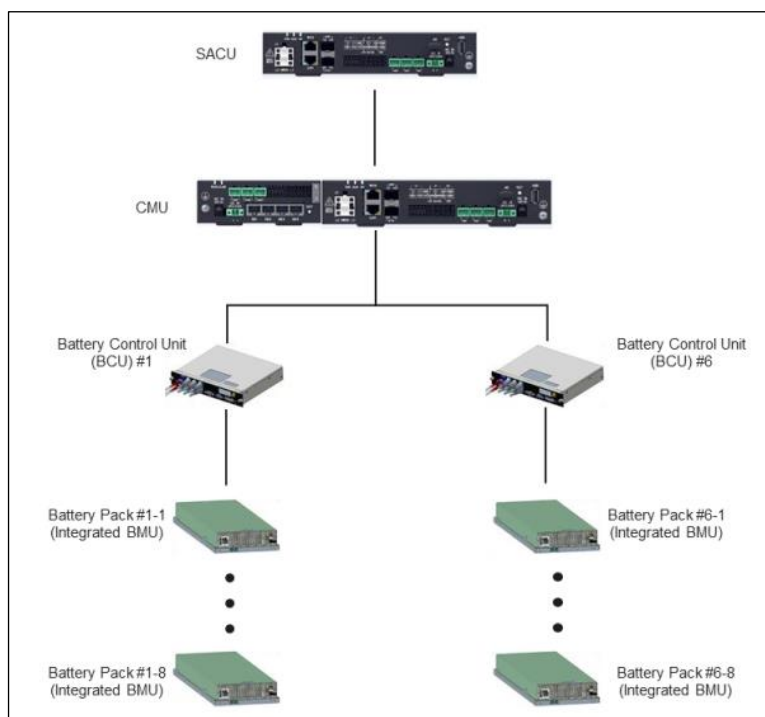 SACU
CMU
Battery Control Unit
(BCU) #1
Battery Control Unit
(BCU) #6
Battery Pack #1-1
(Integrated BMU)
Battery Pack #6-1
(Integrated BMU)
Battery Pack #1-8
(Integrated BMU)
Battery Pack #6-8
(Integrated BMU)